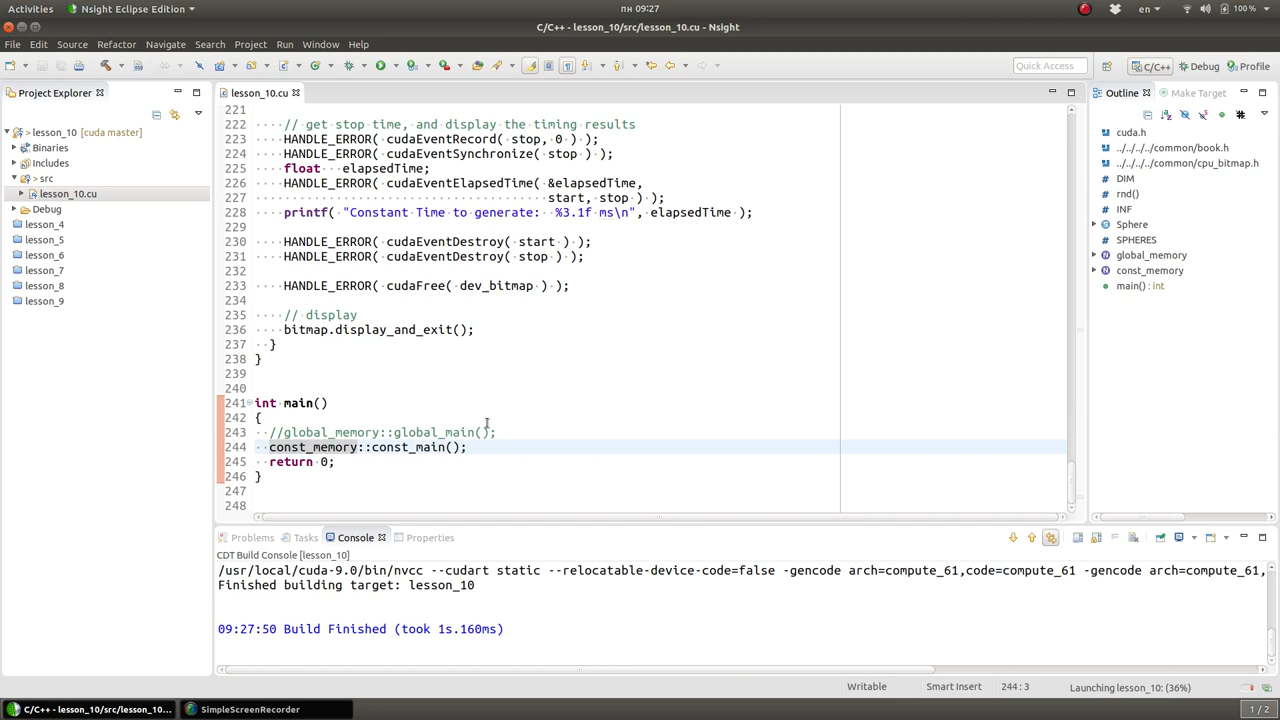 Activities
Nsight Eclipse Edition
пн 09:27
en
100 %
C/C++ - lesson_10/src/lesson_10.cu - Nsight
File Edit Source Refactor Navigate Search Project Run Window Help
Quick Access
C/C++
Debug
Profile
Project Explorer
lesson_10.cu
Outline
Make Target
> lesson_10 [cuda master]
Binaries
Includes
> src
lesson_10.cu
Debug
lesson_4
lesson_5
lesson_6
lesson_7
lesson_8
lesson_9
221
222 // get stop time, and display the timing results
223 HANDLE_ERROR( cudaEventRecord( stop, 0 ) );
224 HANDLE_ERROR( cudaEventSynchronize( stop ) );
225 float elapsedTime;
226 HANDLE_ERROR( cudaEventElapsedTime( &elapsedTime,
227 start, stop ) );
228 printf( "Constant Time to generate:  %3.1f ms\n", elapsedTime );
229
230 HANDLE_ERROR( cudaEventDestroy( start ) );
231 HANDLE_ERROR( cudaEventDestroy( stop ) );
232
233 HANDLE_ERROR( cudaFree( dev_bitmap ) );
234
235 // display
236 bitmap.display_and_exit();
237 }
238 }
239
240
241 int main()
242 {
243 //global_memory::global_main();
244 const_memory::const_main();
245 return 0;
246 }
247
248
cuda.h
../../../../common/book.h
../../../../common/cpu_bitmap.h
DIM
rnd()
INF
Sphere
SPHERES
global_memory
const_memory
main() : int
Problems
Tasks
Console
Properties
CDT Build Console [lesson_10]
/usr/local/cuda-9.0/bin/nvcc --cudart static --relocatable-device-code=false -gencode arch=compute_61,code=compute_61 -gencode arch=compute_61,
Finished building target: lesson_10
09:27:50 Build Finished (took 1s.160ms)
Writable
Smart Insert
244 : 3
Launching lesson_10: (36%)
C/C++ - lesson_10/src/lesson_10....
SimpleScreenRecorder
1 / 2